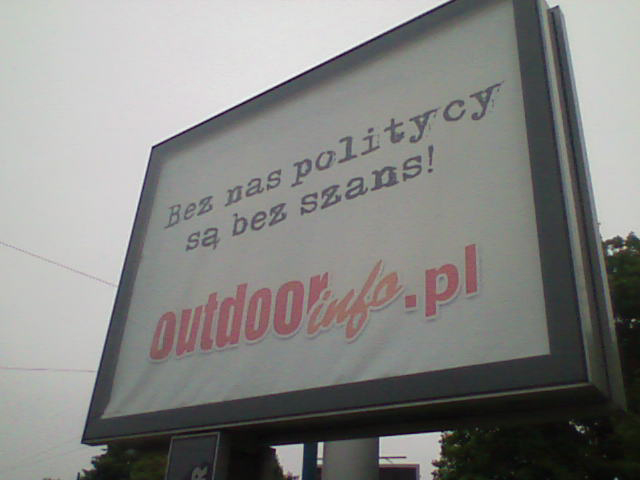 Bez nas politycy
są bez szans!
outdoorinfo.pl